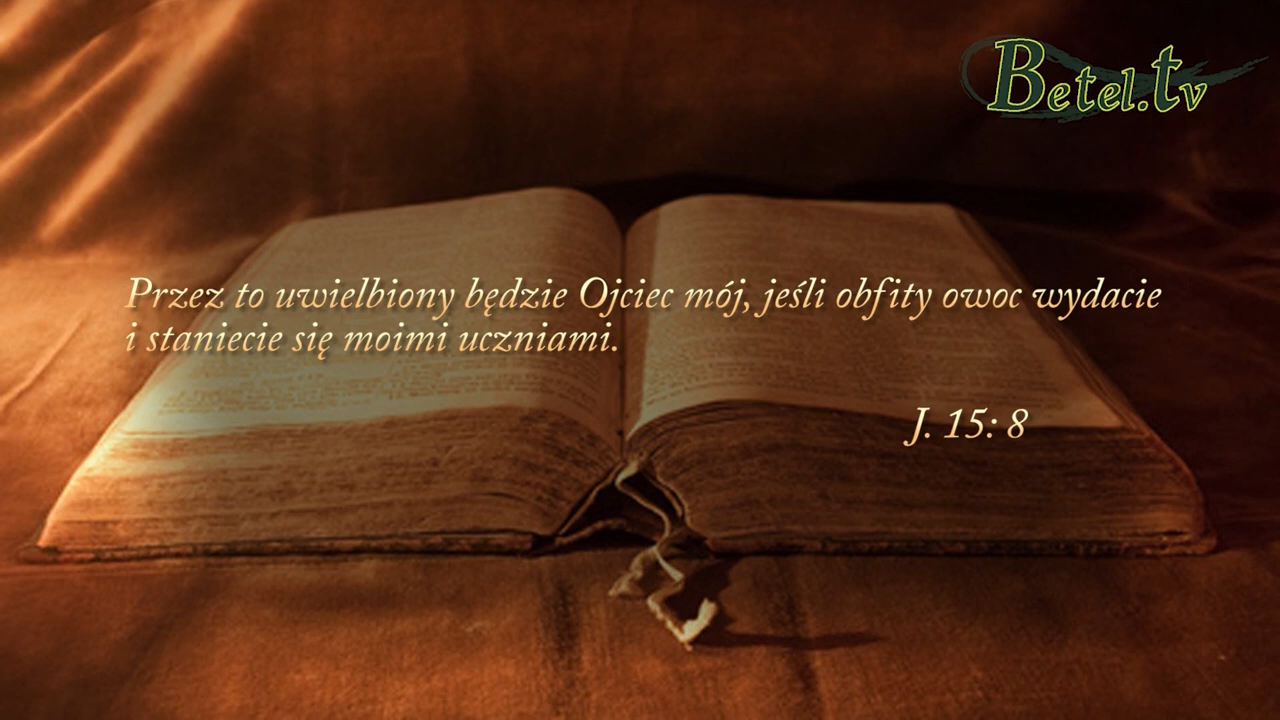 Betel.tv
Przez to uwielbiony będzie Ojciec mój, jeśli obfity owoc wydacie
i staniecie się moimi uczniami.
J. 15: 8